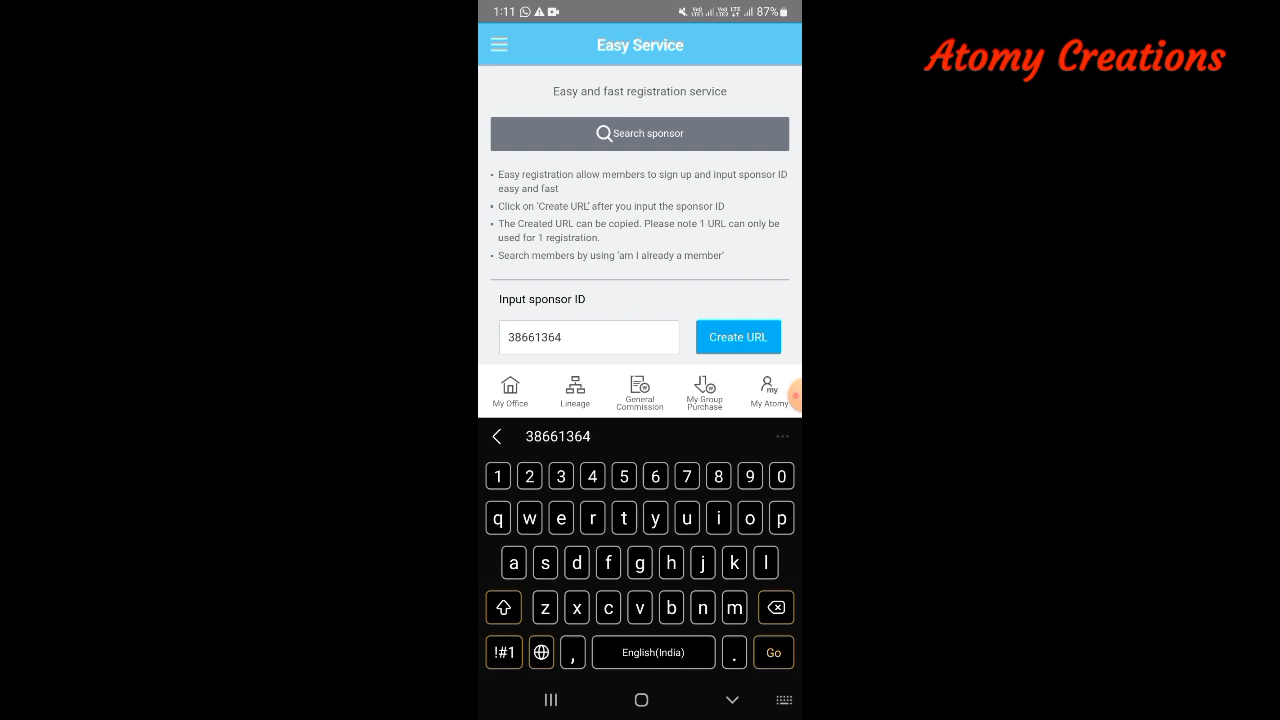 1:11 87%
Easy Service
Atomy Creations
Easy and fast registration service
Search sponsor
• Easy registration allow members to sign up and input sponsor ID
easy and fast
• Click on 'Create URL' after you input the sponsor ID
• The Created URL can be copied. Please note 1 URL can only be
used for 1 registration.
• Search members by using 'am I already a member'
Input sponsor ID
38661364 Create URL
My Office Lineage General Commission My Group Purchase My Atomy
my
38661364
1 2 3 4 5 6 7 8 9 0
q w e r t y u i o p
a s d f g h j k l
z x c v b n m
!#1 , English(India) . Go